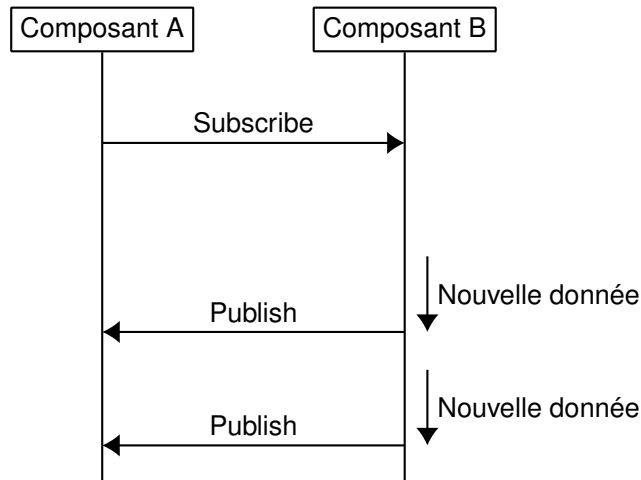 Composant A
Composant B
Subscribe
Nouvelle donnée
Publish
Nouvelle donnée
Publish